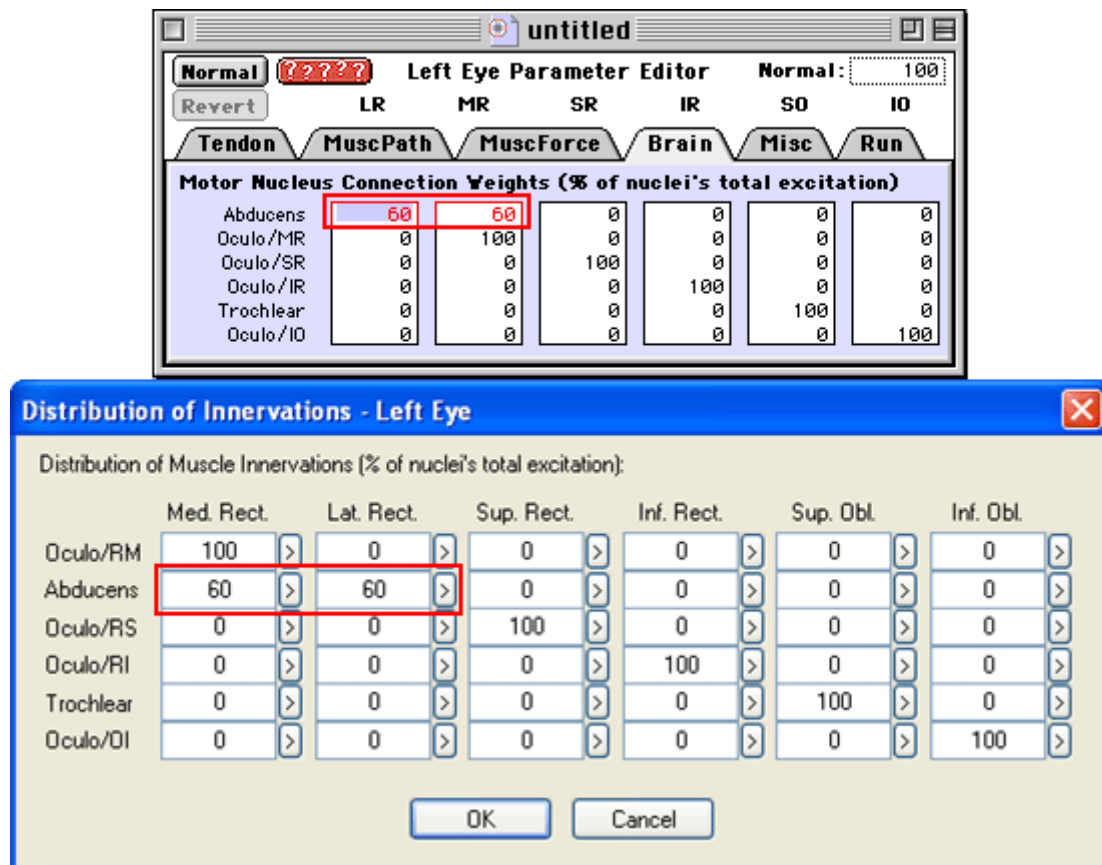 untitled
Normal ????? Left Eye Parameter Editor Normal: 100
Revert LR MR SR IR SO IO
Tendon MuscPath MuscForce Brain Misc Run
Motor Nucleus Connection Weights (% of nuclei's total excitation)
Abducens 60 60 0 0 0 0
Oculo/MR 0 100 0 0 0 0
Oculo/SR 0 0 100 0 0 0
Oculo/IR 0 0 0 100 0 0
Trochlear 0 0 0 0 100 0
Oculo/IO 0 0 0 0 0 100
Distribution of Innervations - Left Eye
Distribution of Muscle Innervations (% of nuclei's total excitation):
Med. Rect. Lat. Rect. Sup. Rect. Inf. Rect. Sup. Obl. Inf. Obl.
Oculo/RM 100 > 0 > 0 > 0 > 0 > 0 >
Abducens 60 > 60 > 0 > 0 > 0 > 0 >
Oculo/RS 0 > 0 > 100 > 0 > 0 > 0 >
Oculo/RI 0 > 0 > 0 > 100 > 0 > 0 >
Trochlear 0 > 0 > 0 > 0 > 100 > 0 >
Oculo/OI 0 > 0 > 0 > 0 > 0 > 100 >
OK Cancel